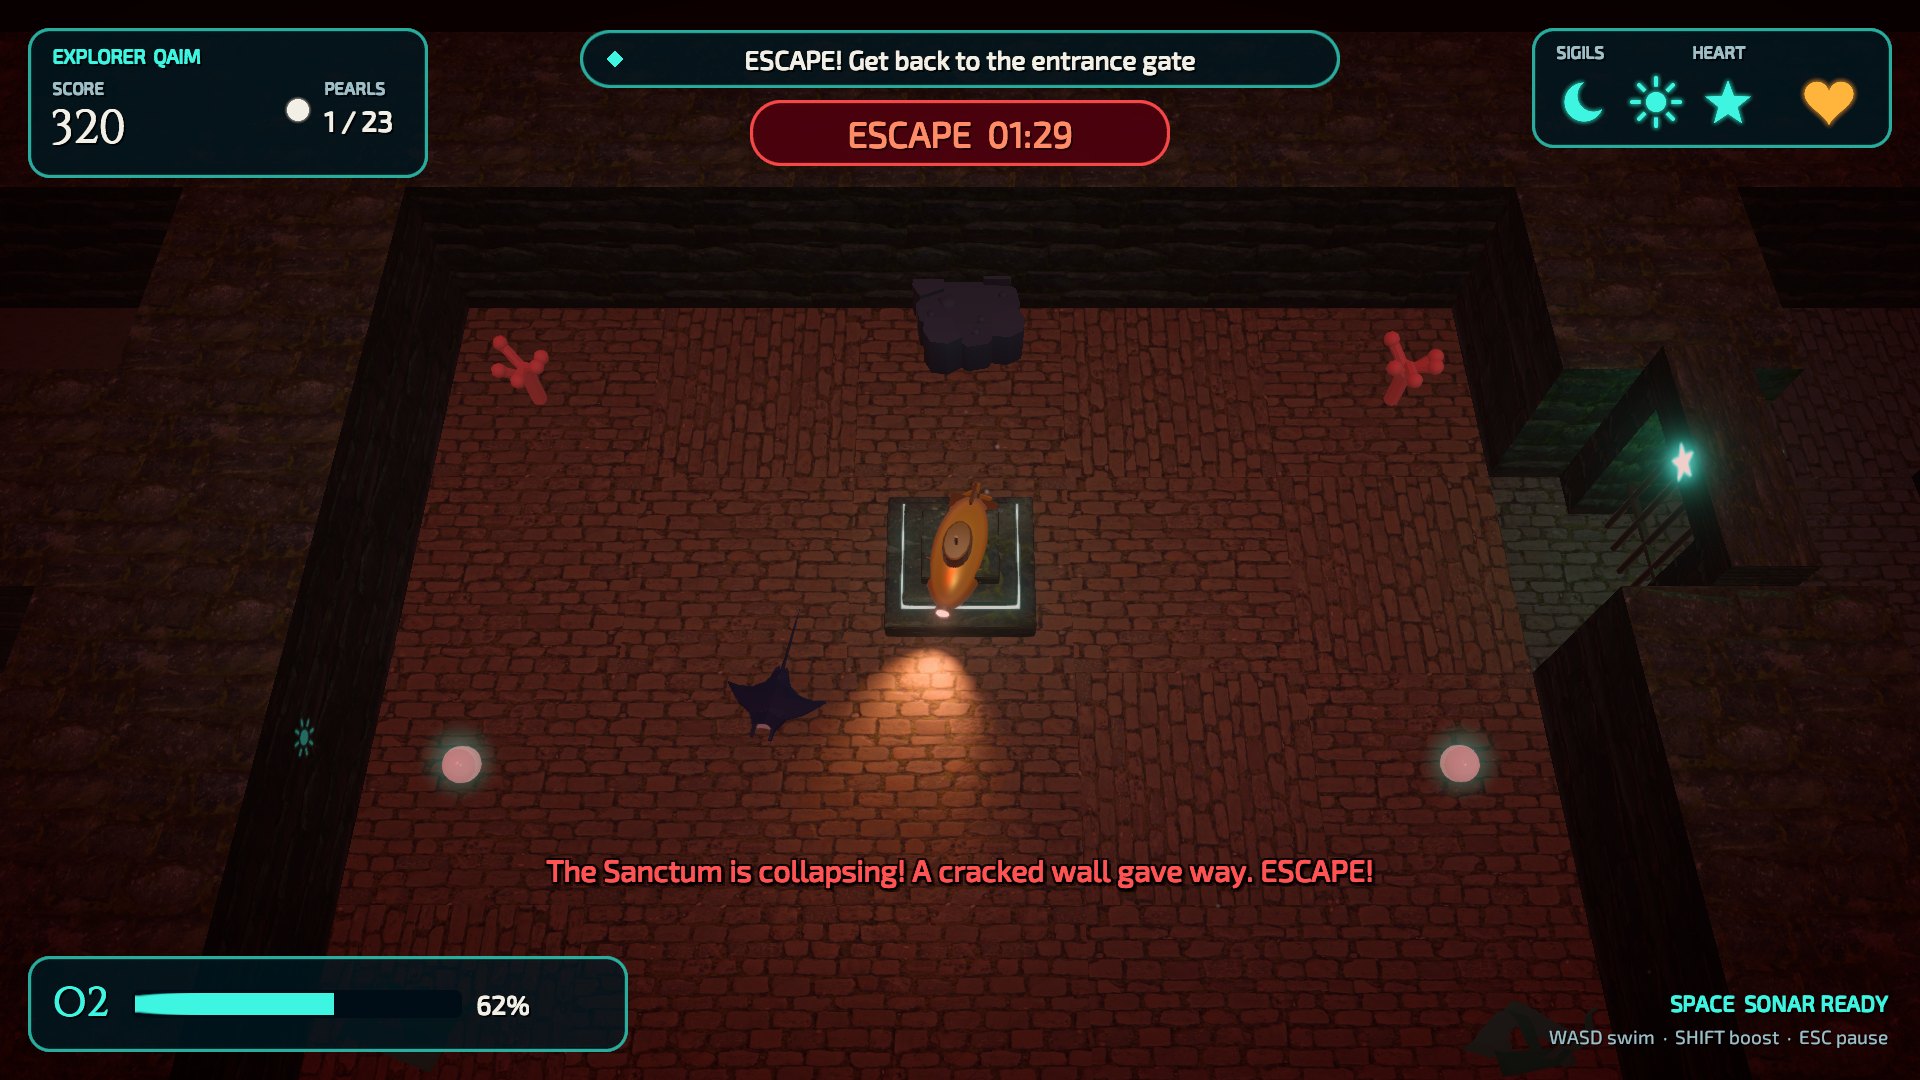 EXPLORER QAIM
SCORE
320
PEARLS
1 / 23
ESCAPE! Get back to the entrance gate
ESCAPE 01:29
SIGILS
HEART
The Sanctum is collapsing! A cracked wall gave way. ESCAPE!
O2
62%
SPACE SONAR READY
WASD swim · SHIFT boost · ESC pause